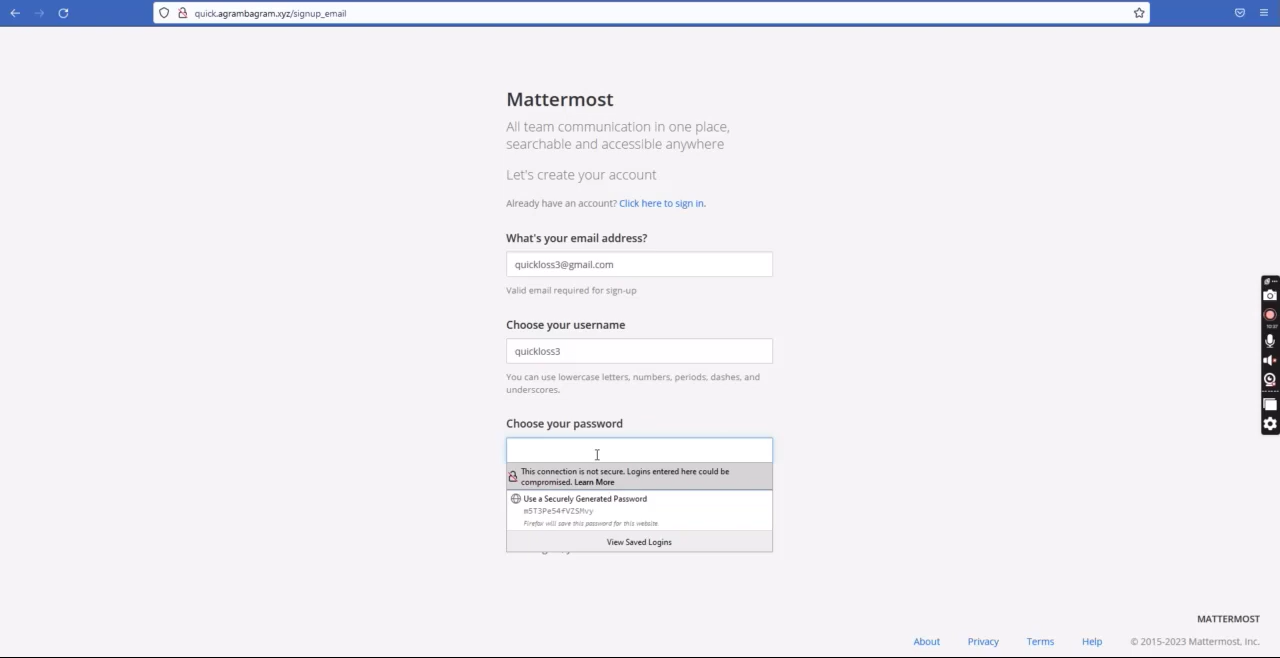 quick.agrambagram.xyz/signup_email
Mattermost
All team communication in one place,
searchable and accessible anywhere
Let's create your account
Already have an account? Click here to sign in.
What's your email address?
quickloss3@gmail.com
Valid email required for sign-up
Choose your username
quickloss3
You can use lowercase letters, numbers, periods, dashes, and
underscores.
Choose your password
This connection is not secure. Logins entered here could be
compromised. Learn More
Use a Securely Generated Password
m5T3Pe54fVZSMvy
Firefox will save this password for this website.
View Saved Logins
MATTERMOST
About Privacy Terms Help © 2015-2023 Mattermost, Inc.